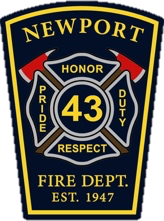 NEWPORT
HONOR
PRIDE
43
DUTY
RESPECT
FIRE DEPT.
EST. 1947